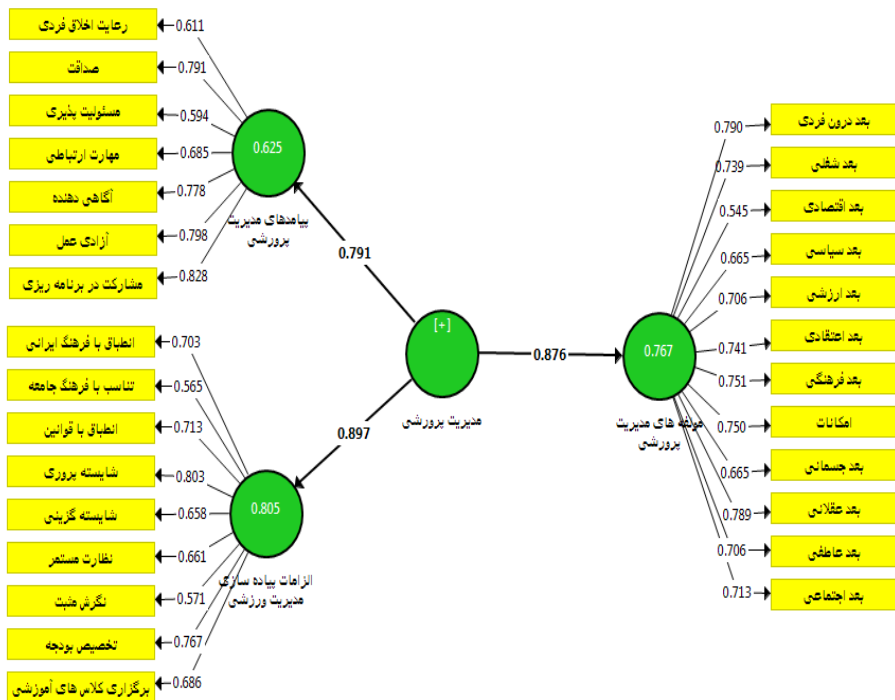 رعایت اخلاق فردی
0.611
صداقت
0.791
مسئولیت پذیری
0.594
مهارت ارتباطی
0.685
آگاهی دهنده
0.778
آزادی عمل
0.798
مشارکت در برنامه ریزی
0.828
0.625
پیامدهای مدیریت
پرورشی
0.791
انطباق با فرهنگ ایرانی
0.703
تناسب با فرهنگ جامعه
0.565
انطباق با قوانین
0.713
شایسته پروری
0.803
شایسته گزینی
0.658
نظارت مستمر
0.661
نگرش مثبت
0.571
تخصیص بودجه
0.767
برگزاری کلاس های آموزشی
0.686
0.805
الزامات پیاده سازی
مدیریت ورزشی
0.897
[+]
مدیریت پرورشی
0.876
0.767
مولفه های مدیریت
پرورشی
بعد درون فردی
0.790
بعد شغلی
0.739
بعد اقتصادی
0.545
بعد سیاسی
0.665
بعد ارزشی
0.706
بعد اعتقادی
0.741
بعد فرهنگی
0.751
امکانات
0.750
بعد جسمانی
0.665
بعد عقلانی
0.789
بعد عاطفی
0.706
بعد اجتماعی
0.713